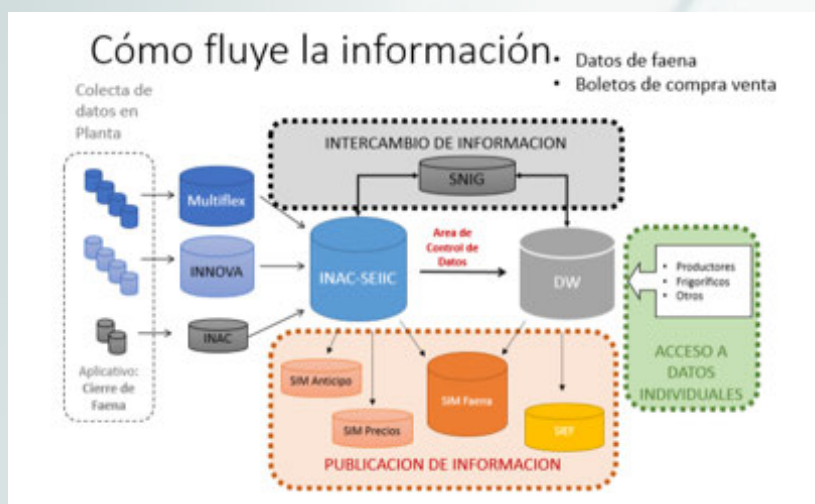 Cómo fluye la información
• Datos de faena
• Boletos de compra venta
Colecta de
datos en
Planta
INTERCAMBIO DE INFORMACION
SNIG
Multiflex
INNOVA
INAC
INAC-SEIIC
Area de
Control de
Datos
DW
• Productores
• Frigoríficos
• Otros
ACCESO A
DATOS
INDIVIDUALES
Aplicativo:
Cierre de
Faena
SIM Anticipo
SIM Precios
SIM Faena
PUBLICACION DE INFORMACION